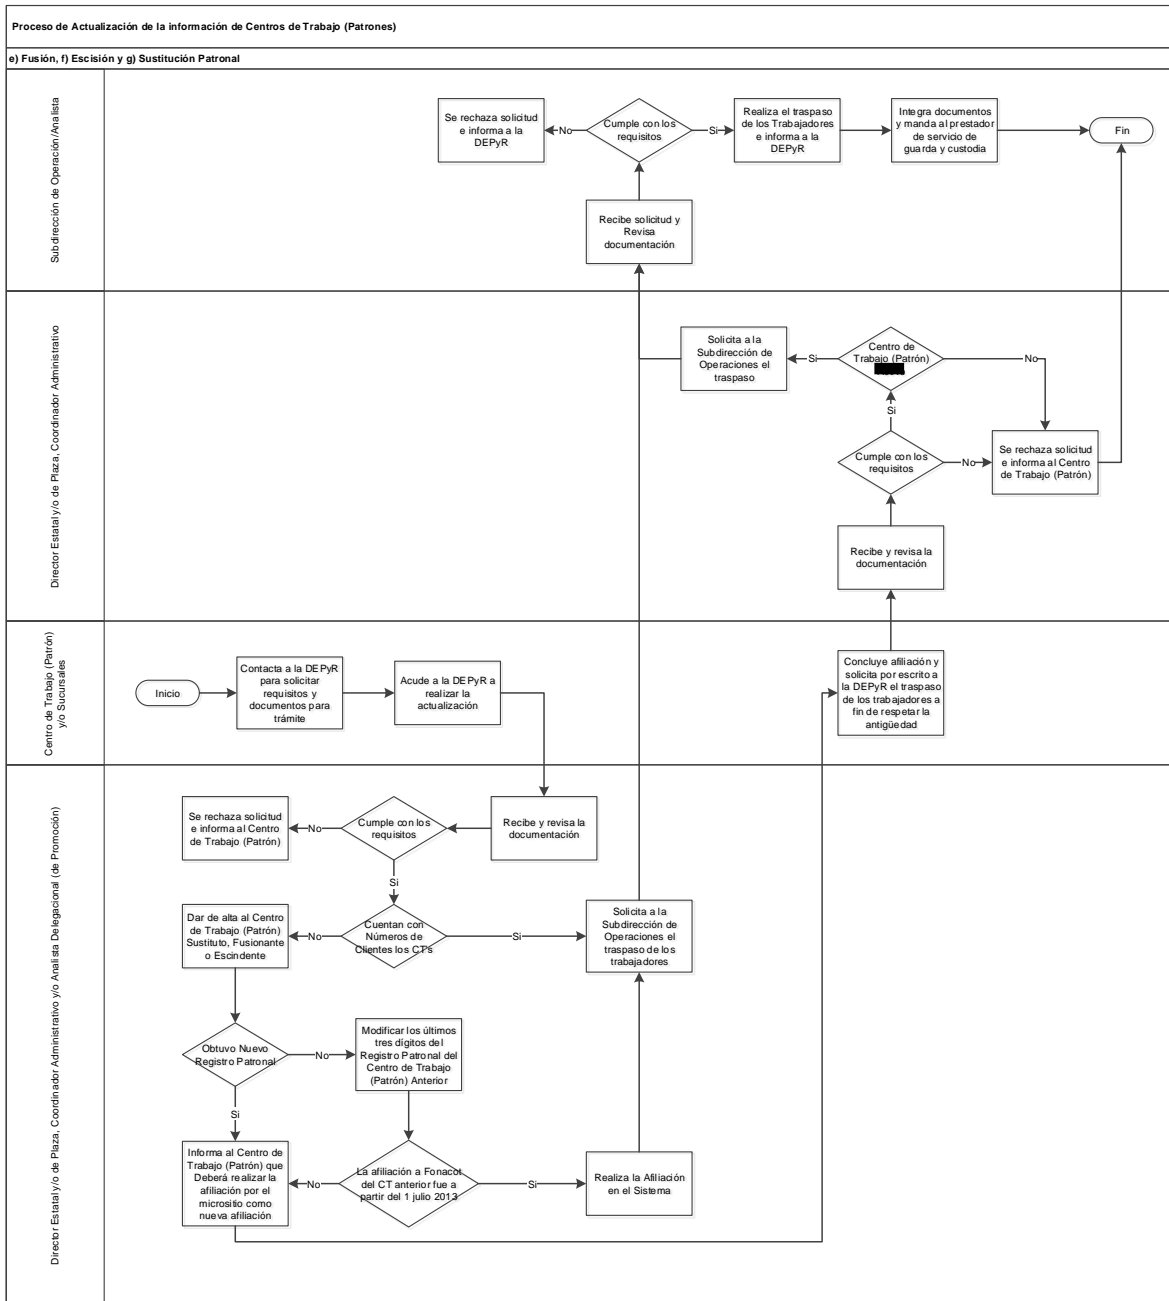 Proceso de Actualización de la información de Centros de Trabajo (Patrones)
e) Fusión, f) Escisión y g) Sustitución Patronal
Subdirección de Operación/Analista
Se rechaza solicitud
e informa a la
DEPyR
No
Cumple con los
requisitos
Si
Realiza el traspaso
de los Trabajadores
e informa a la
DEPyR
Integra documentos
y manda al prestador
de servicio de
guarda y custodia
Fin
Recibe solicitud y
Revisa
documentación
Director Estatal y/o de Plaza, Coordinador Administrativo
Solicita a la
Subdirección de
Operaciones el
traspaso
Si
Centro de
Trabajo (Patrón)
No
Si
Cumple con los
requisitos
No
Se rechaza solicitud
e informa al Centro
de Trabajo (Patrón)
Recibe y revisa la
documentación
Centro de Trabajo (Patrón)
y/o Sucursales
Inicio
Contacta a la DEPyR
para solicitar
requisitos y
documentos para
trámite
Acude a la DEPyR a
realizar la
actualización
Concluye afiliación y
solicita por escrito a
la DEPyR el traspaso
de los trabajadores a
fin de respetar la
antigüedad
Director Estatal y/o de Plaza, Coordinador Administrativo y/o Analista Delegacional (de Promoción)
Se rechaza solicitud
e informa al Centro
de Trabajo (Patrón)
No
Cumple con los
requisitos
Recibe y revisa la
documentación
Si
Dar de alta al Centro
de Trabajo (Patrón)
Sustituto, Fusionante
o Escindente
No
Cuentan con
Números de
Clientes los CT's
Si
Solicita a la
Subdirección de
Operaciones el
traspaso de los
trabajadores
Obtuvo Nuevo
Registro Patronal
No
Modificar los últimos
tres dígitos del
Registro Patronal del
Centro de Trabajo
(Patrón) Anterior
Si
Informa al Centro de
Trabajo (Patrón) que
Deberá realizar la
afiliación por el
micrositio como
nueva afiliación
No
La afiliación a Fonacot
del CT anterior fue a
partir del 1 julio 2013
Si
Realiza la Afiliación
en el Sistema